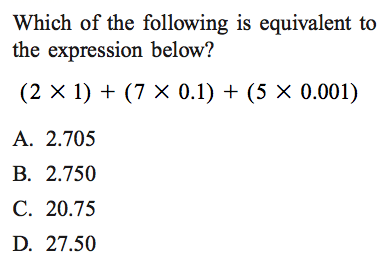 Which of the following is equivalent to
the expression below?
(2 × 1) + (7 × 0.1) + (5 × 0.001)
A. 2.705
B. 2.750
C. 20.75
D. 27.50